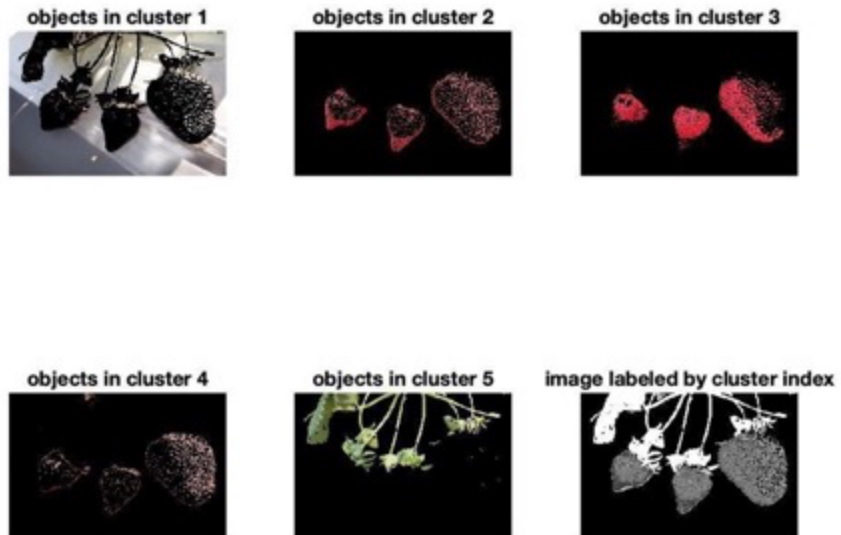 objects in cluster 1
objects in cluster 2
objects in cluster 3
objects in cluster 4
objects in cluster 5
image labeled by cluster index